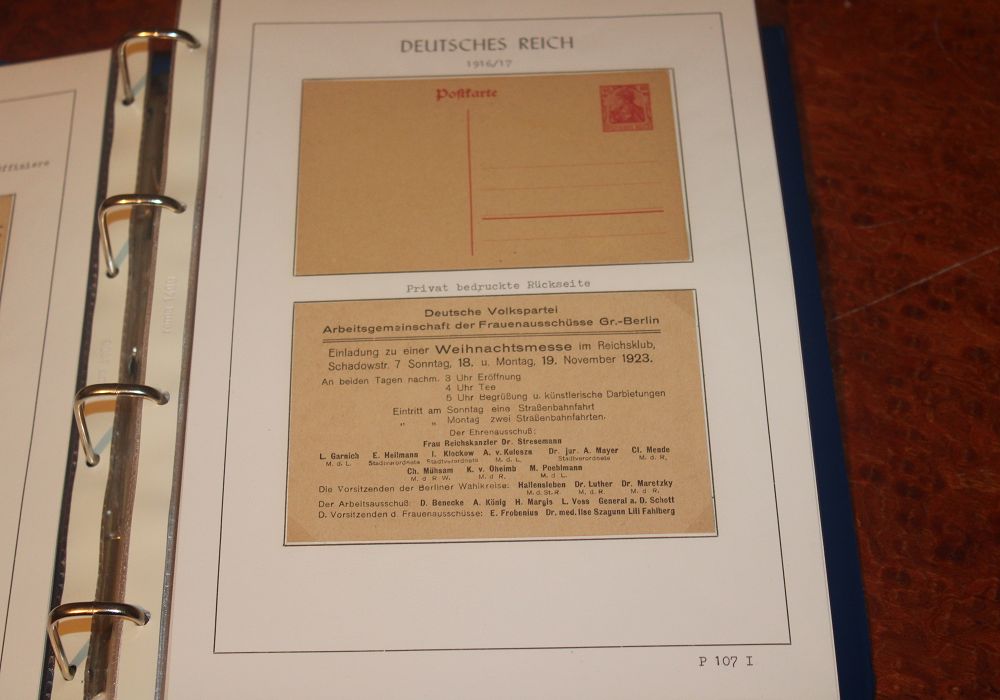 DEUTSCHES REICH
1916/17
Postkarte
Privat bedruckte Rückseite
Deutsche Volkspartei
Arbeitsgemeinschaft der Frauenausschüsse Gr.-Berlin
Einladung zu einer Weihnachtsmesse im Reichsklub,
Schadowstr. 7 Sonntag, 18. u. Montag, 19. November 1923.
An beiden Tagen nachm. 3 Uhr Eröffnung
4 Uhr Tee
5 Uhr Begrüßung u. künstlerische Darbietungen
Eintritt am Sonntag eine Straßenbahnfahrt
„ „ Montag zwei Straßenbahnfahrten.
Der Ehrenausschuß:
Frau Reichskanzler Dr. Stresemann
L. Garnich E. Heilmann I. Klockow A. v. Kulesza Dr. jur. A. Mayer Cl. Mende
M. d. L. Stadtverordnete Stadtverordnete M. d. L. Stadtverordnete M. d. R.
Ch. Mühsam K. v. Oheimb M. Poehlmann
M. d. R. W. M. d. R. M. d. L.
Die Vorsitzenden der Berliner Wahlkreise: Hallensleben Dr. Luther Dr. Maretzky
M. d. St. R. M. d. R. M. d. R.
Der Arbeitsausschuß: D. Benecke A. König H. Margis L. Voss General a. D. Schott
D. Vorsitzenden d. Frauenausschüsse: E. Frobenius Dr. med. Ilse Szagunn Lili Fahlberg
P 107 I